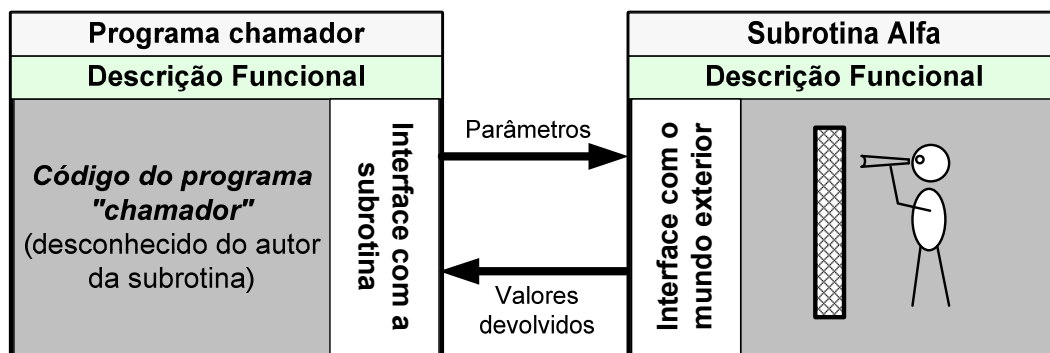 Programa chamador
Descrição Funcional
Código do programa
"chamador"
(desconhecido do autor
da subrotina)
Interface com a
subrotina
Parâmetros
Valores
devolvidos
Subrotina Alfa
Descrição Funcional
Interface com o
mundo exterior